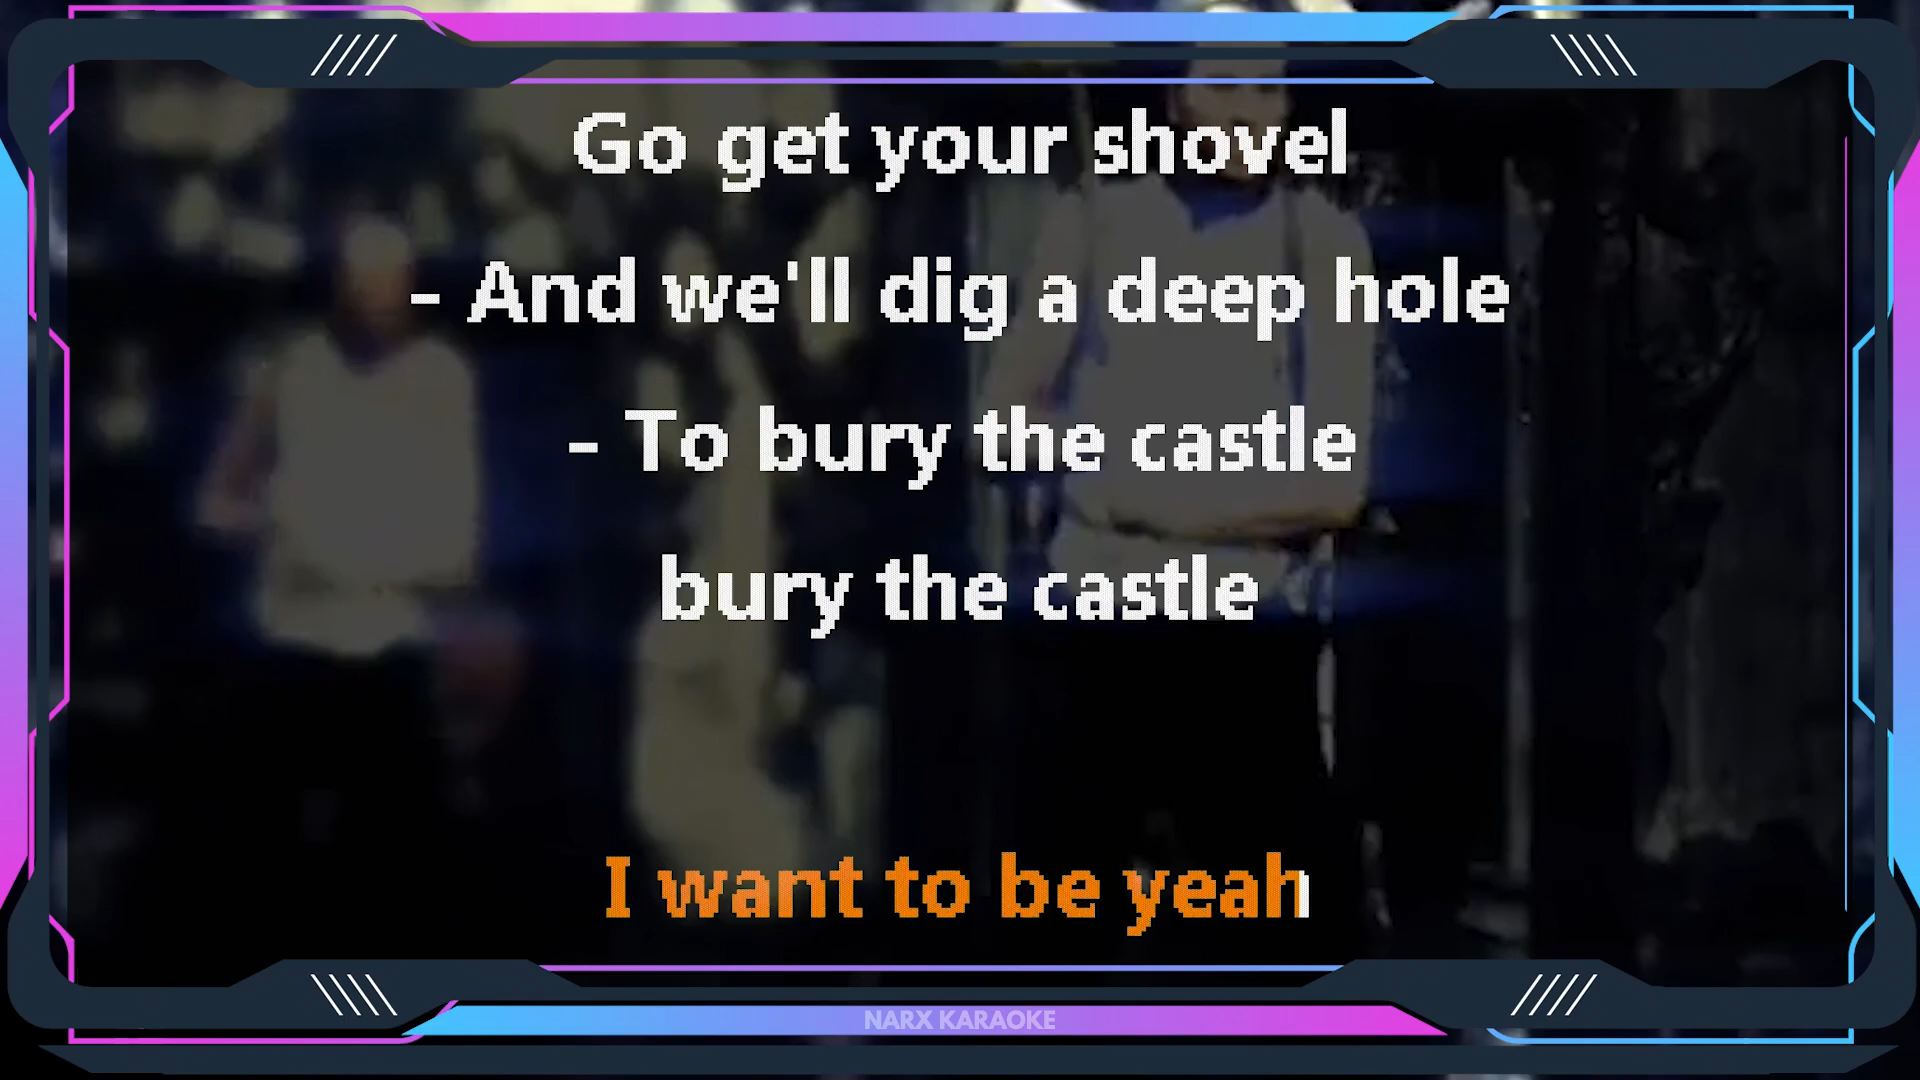 Go get your shovel
- And we'll dig a deep hole
- To bury the castle
bury the castle
I want to be yeah
NARX KARAOKE